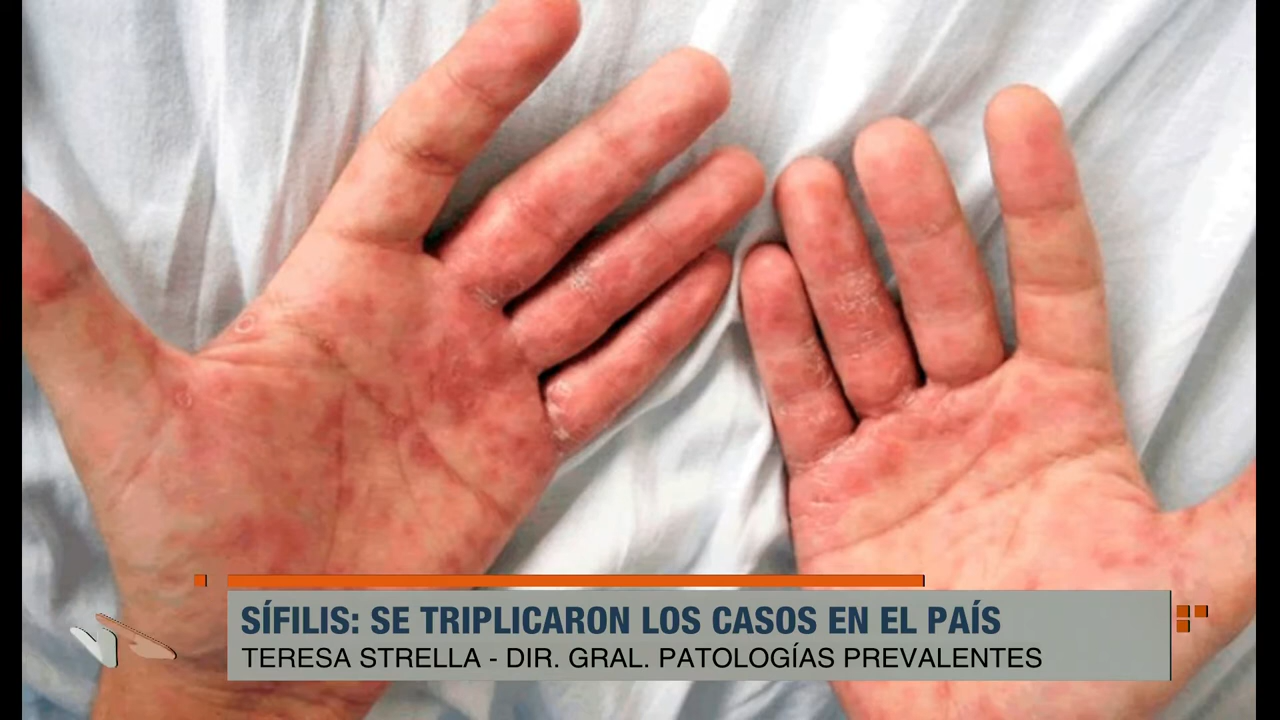 SÍFILIS: SE TRIPLICARON LOS CASOS EN EL PAÍS
TERESA STRELLA - DIR. GRAL. PATOLOGÍAS PREVALENTES